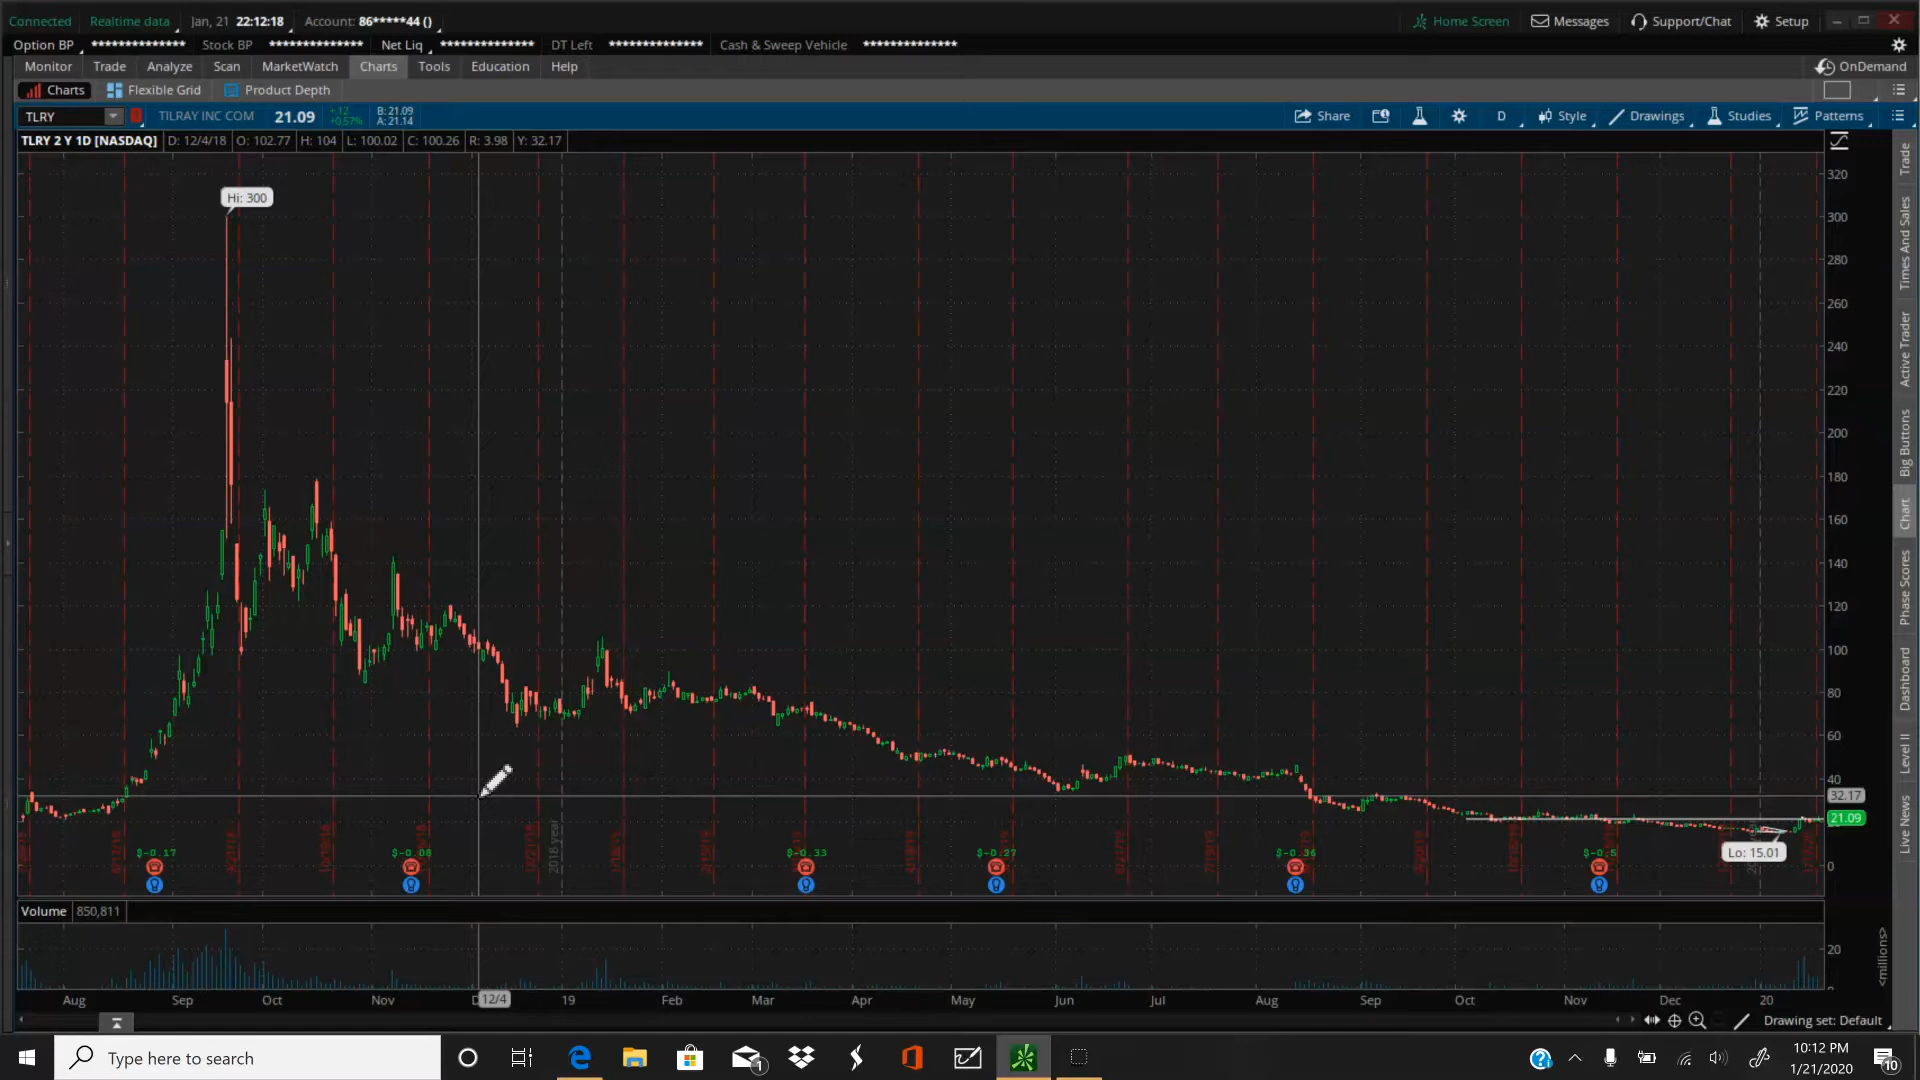 Connected Realtime data Jan, 21 22:12:18 Account: 86*****44 () Home Screen Messages Support/Chat Setup
Option BP ************** Stock BP ************** Net Liq ************** DT Left ************** Cash & Sweep Vehicle **************
Monitor Trade Analyze Scan MarketWatch Charts Tools Education Help OnDemand
Charts Flexible Grid Product Depth
TLRY TILRAY INC COM 21.09 +.12 +0.57% B: 21.09 A: 21.14 Share D Style Drawings Studies Patterns
TLRY 2 Y 1D [NASDAQ] D: 12/4/18 O: 102.77 H: 104 L: 100.02 C: 100.26 R: 3.98 Y: 32.17
Hi: 300
320
300
280
260
240
220
200
180
160
140
120
100
80
60
40
32.17
21.09
Lo: 15.01
0
2018 year
$-0.17 $-0.08 $-0.33 $-0.27 $-0.36 $-0.5
Volume 850,811
20
<millions>
Aug Sep Oct Nov 12/4 19 Feb Mar Apr May Jun Jul Aug Sep Oct Nov Dec 20
Drawing set: Default
Trade
Times And Sales
Active Trader
Big Buttons
Chart
Phase Scores
Dashboard
Level II
Live News
Type here to search
1
10:12 PM
1/21/2020
10